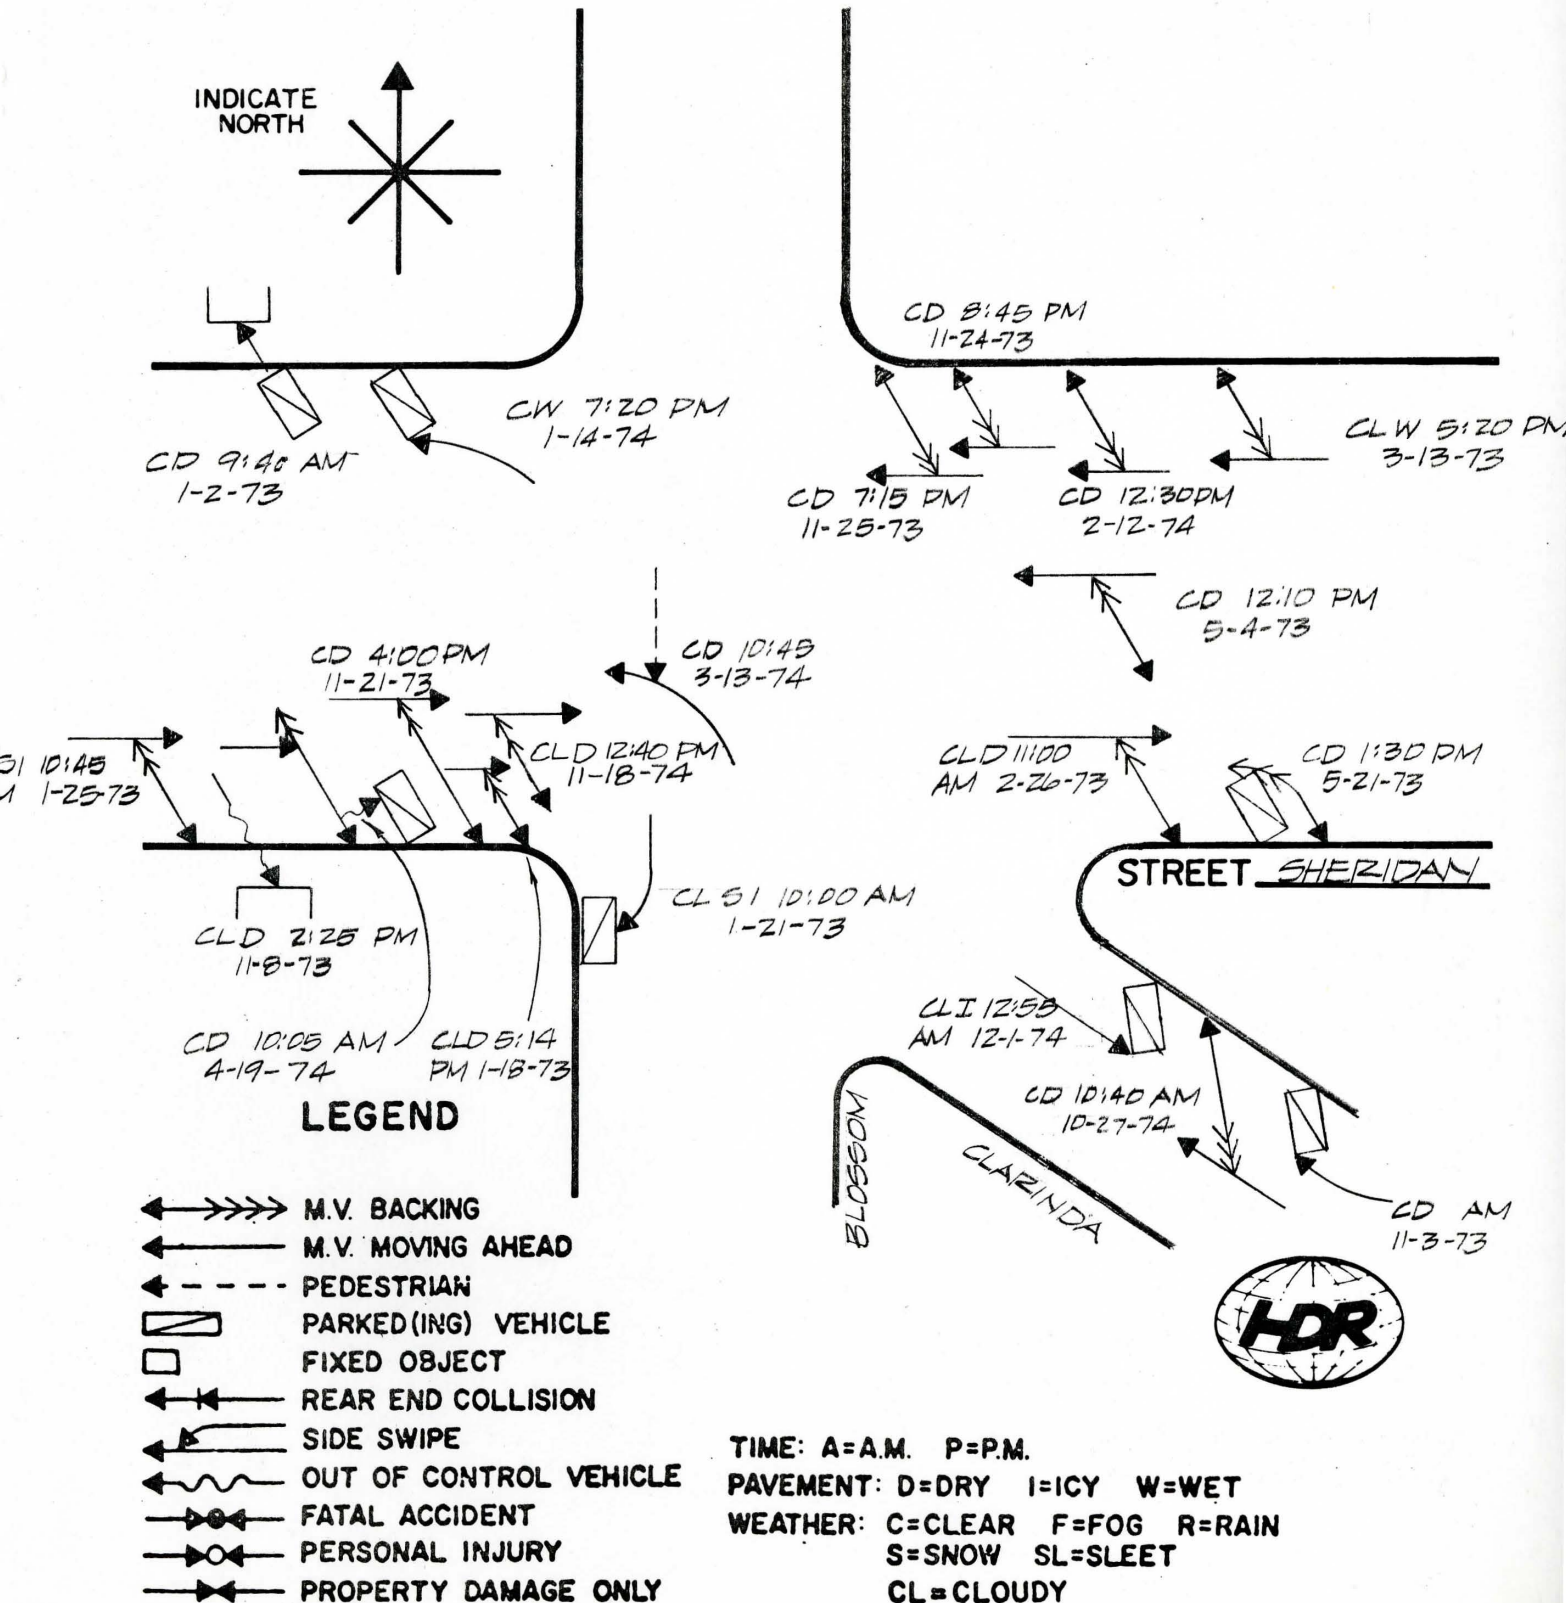 INDICATE
NORTH
CD 8:45 PM
11-24-73
CW 7:20 PM
1-14-74
CD 9:40 AM
1-2-73
CLW 5:20 PM
3-13-73
CD 7:15 PM
11-25-73
CD 12:30PM
2-12-74
CD 12:10 PM
5-4-73
CD 4:00PM
11-21-73
CD 10:45
3-13-74
SI 10:45
M 1-25-73
CLD 12:40 PM
11-18-74
CLD 11:00
AM 2-26-73
CD 1:30 PM
5-21-73
STREET SHERIDAN
CLSI 10:00 AM
1-21-73
CLD 2:25 PM
11-8-73
CD 10:05 AM
4-19-74
CLD 5:14
PM 1-18-73
CLI 12:55
AM 12-1-74
CD 10:40 AM
10-27-74
BLOSSOM
CLARINDA
CD AM
11-3-73
HDR
LEGEND
M.V. BACKING
M.V. MOVING AHEAD
PEDESTRIAN
PARKED(ING) VEHICLE
FIXED OBJECT
REAR END COLLISION
SIDE SWIPE
OUT OF CONTROL VEHICLE
FATAL ACCIDENT
PERSONAL INJURY
PROPERTY DAMAGE ONLY
TIME: A=A.M. P=P.M.
PAVEMENT: D=DRY I=ICY W=WET
WEATHER: C=CLEAR F=FOG R=RAIN
S=SNOW SL=SLEET
CL=CLOUDY